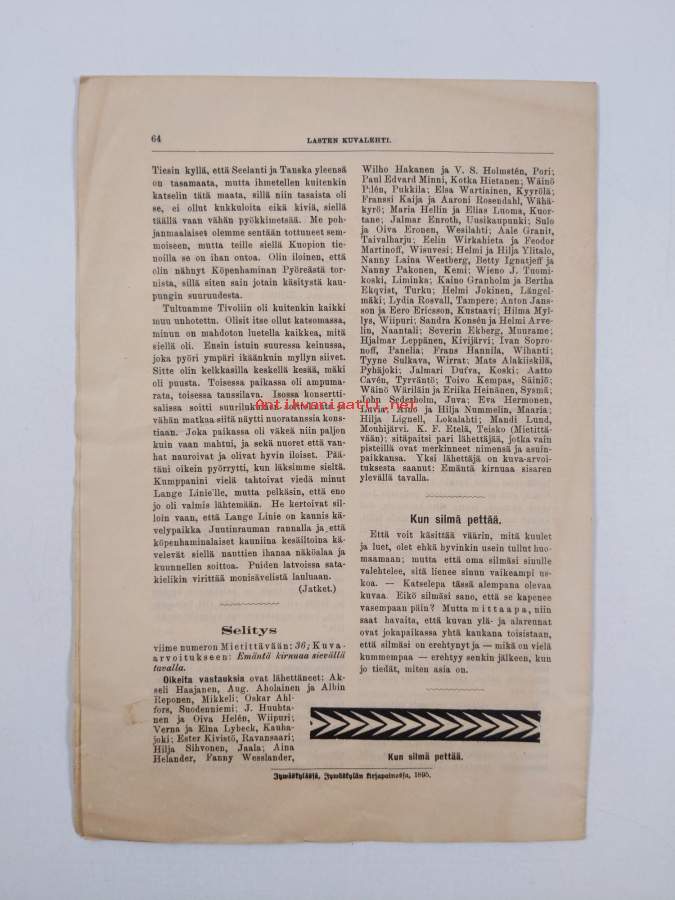 64
LASTEN KUVALEHTI.
Tiesin kyllä, että Seelanti ja Tanska yleensä
on tasamaata, mutta ihmetellen kuitenkin
katselin tätä maata, sillä niin tasaista oli
se, ei ollut knkkuloita eikä kiviä, siellä
täällä vaan vähän pyökkimetsää. Me poh-
janmaalaiset olemme sentään tottuneet sem-
moiseen, mutta teille siellä Kuopion tie-
noilla se on ihan outoa. Olin iloinen, että
olin nähnyt Köpenhaminan Pyöreästä tor-
nista, sillä siten sain jotain käsitystä kau-
pungin suuruudesta.
Tultuamme Tivoliin oli kuitenkin kaikki
muu unhotettu. Olisit itse ollut katsomassa,
minun on mahdoton luetella kaikkea, mitä
siellä oli. Ensin istuin suuressa keinussa,
joka pyöri ympäri ikäänkuin myllyn siivet.
Sitte olin kelkkasilla keskellä kesää, mäki
oli puusta. Toisessa paikassa oli ampuma-
rata, toisessa tanssilava. Isossa konsertti-
salissa soitti suurilukuinen
vähän matkaa siitä näytti nuoratanssia kons-
tiaan. Joka paikassa oli väkeä niin paljon
kuin vaan mahtui, ja sekä nuoret että van-
hat nauroivat ja olivat hyvin iloiset. Pää-
täni oikein pyörrytti, kun läksimme sieltä.
Kumppanini vielä tahtoivat viedä minut
Lange Linie'lle, mutta pelkäsin, että eno
jo oli valmis lähtemään. He kertoivat sil-
loin vaan, että Lange Linie on kaunis kä-
velypaikka Juutinrauman rannalla ja että
köpenhaminalaiset kauniina kesäiltoina kä-
velevät siellä nauttien ihanaa näköalaa ja
kuunnellen soittoa. Puiden latvoissa sata-
kielikin virittää monisävelistä lauluaan.
(Jatket.)
Selitys
viime numeron Mietittävään: 36; Kuva-
arvoitukseen: Emäntä kirnuaa sievällä
tavalla.
Oikeita vastauksia ovat lähettäneet: Ak-
seli Haajanen, Aug. Aholainen ja Albin
Reponen, Mikkeli; Oskar Ahl-
fors, Suodenniemi; J. Huuhta-
nen ja Oiva Helén, Wiipuri;
Verna ja Elna Lybeck, Kauha-
joki; Ester Kivistö, Ravansaari;
Hilja Sihvonen, Jaala; Aina
Helander, Fanny Wesslander,
Wilho Hakanen ja V. S. Holmstén, Pori;
Paul Edvard Minni, Kotka Hietanen; Wäinö
Pulén, Pukkila; Elsa Wartiainen, Kyyrölä;
Franssi Kaija ja Aaroni Rosendahl, Wähä-
kyrö; Maria Hellin ja Elias Luoma, Kuor-
tane; Jalmar Enroth, Uusikaupunki; Sulo
ja Oiva Eronen, Wesilahti; Aale Granit,
Taivalharju; Eelin Wirkahieta ja Feodor
Martinoff, Wisuvesi; Helmi ja Hilja Ylitalo,
Nanny Laina Westberg, Betty Ignatjeff ja
Nanny Pakonen, Kemi; Wieno J. Tuomi-
koski, Liminka; Kaino Granholm ja Bertha
Ekqvist, Turku; Helmi Jokinen, Längel-
mäki; Lydia Rosvall, Tampere; Anton Jans-
son ja Eero Ericsson, Kustaavi; Hilma Myl-
lys, Wiipuri; Sandra Konsén ja Helmi Arve-
lin, Naantali; Severin Ekberg, Muurame;
Hjalmar Leppänen, Kivijärvi; Ivan Sopro-
noff, Panelia; Frans Hannila, Wihanti;
Tyyne Sulkava, Wirrat; Mats Alakiiskilä,
Pyhäjoki; Jalmari Dufva, Koski; Aatto
Cavén, Tyrväntö; Toivo Kempas, Säiniö;
Wäinö Wäriläin ja Eriika Heinänen, Sysmä;
John Sederholm, Juva; Eva Hermonen,
Luvia; Aino ja Hilja Nummelin, Maaria;
Hilja Lignell, Lokalahti; Mandi Lund,
Mouhijärvi. K. F. Etelä, Teisko (Mietittä-
vään); sitäpaitsi pari lähettäjää, jotka vain
pisteillä ovat merkinneet nimensä ja asuin-
paikkansa. Yksi lähettäjä on kuva-arvoi-
tuksesta saanut: Emäntä kirnuaa sisaren
ylevällä tavalla.
Kun silmä pettää.
Että voit käsittää väärin, mitä kuulet
ja luet, olet ehkä hyvinkin usein tullut huo-
maamaan; mutta että oma silmäsi sinulle
valehtelee, sitä lienee sinun vaikeampi us-
koa. — Katselepa tässä alempana olevaa
kuvaa. Eikö silmäsi sano, että se kapenee
vasempaan päin? Mutta mittaapa, niin
saat havaita, että kuvan ylä- ja alareunat
ovat jokapaikassa yhtä kaukana toisistaan,
että silmäsi on erehtynyt ja — mikä on vielä
kummempaa — erehtyy senkin jälkeen, kun
jo tiedät, miten asia on.
Kun silmä pettää.
Jywäskylässä, Jywäskylän Kirjapainossa, 1895.
Antikvariaatti.net